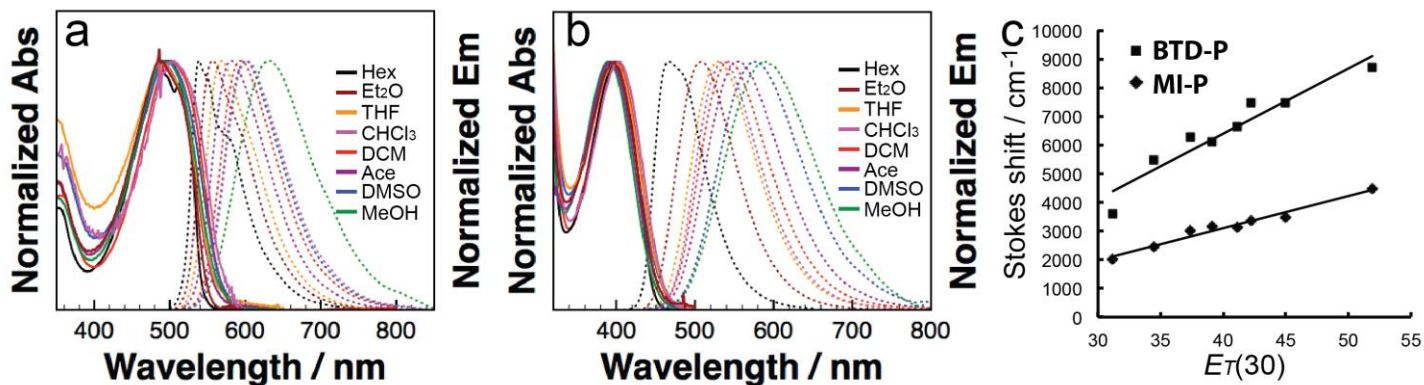 a
Normalized Abs
Hex
Et₂O
THF
CHCl₃
DCM
Ace
DMSO
MeOH
Normalized Em
400 500 600 700 800
Wavelength / nm
b
Normalized Abs
Hex
Et₂O
THF
CHCl₃
DCM
Ace
DMSO
MeOH
Normalized Em
400 500 600 700 800
Wavelength / nm
c
Stokes shift / cm⁻¹
10000
9000
8000
7000
6000
5000
4000
3000
2000
1000
0
BTD-P
MI-P
30 35 40 45 50 55
E_T(30)